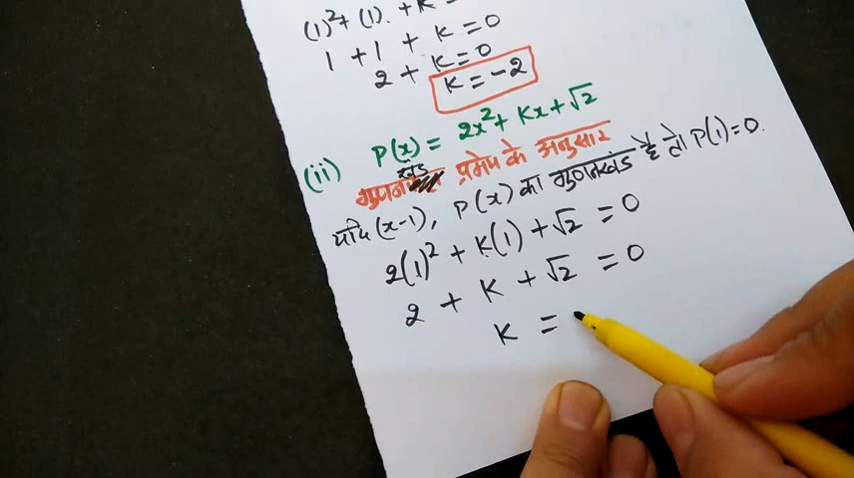 (1)²+(1). + K =
1 + 1 + K = 0
2 + K = 0
K = -2
(ii) P(x) = 2x² + Kx + √2
गुणनखंड प्रमेय के अनुसार
यदि (x-1), P(x) का गुणनखंड है तो P(1) = 0.
2(1)² + K(1) + √2 = 0
2 + K + √2 = 0
K =